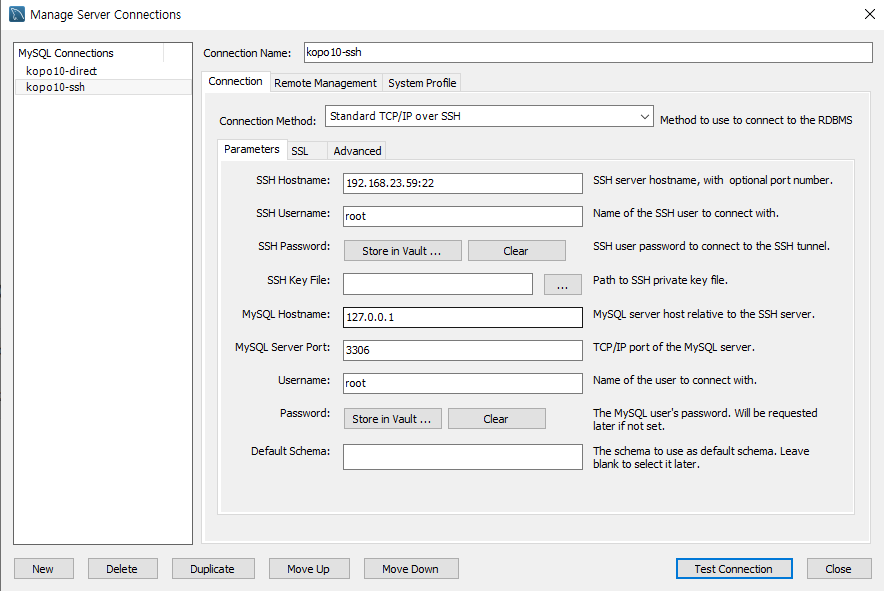 Manage Server Connections
MySQL Connections
kopo10-direct
kopo10-ssh
Connection Name: kopo10-ssh
Connection Remote Management System Profile
Connection Method: Standard TCP/IP over SSH Method to use to connect to the RDBMS
Parameters SSL Advanced
SSH Hostname: 192.168.23.59:22 SSH server hostname, with optional port number.
SSH Username: root Name of the SSH user to connect with.
SSH Password: Store in Vault ... Clear SSH user password to connect to the SSH tunnel.
SSH Key File: ... Path to SSH private key file.
MySQL Hostname: 127.0.0.1 MySQL server host relative to the SSH server.
MySQL Server Port: 3306 TCP/IP port of the MySQL server.
Username: root Name of the user to connect with.
Password: Store in Vault ... Clear The MySQL user's password. Will be requested
later if not set.
Default Schema: The schema to use as default schema. Leave
blank to select it later.
New Delete Duplicate Move Up Move Down Test Connection Close